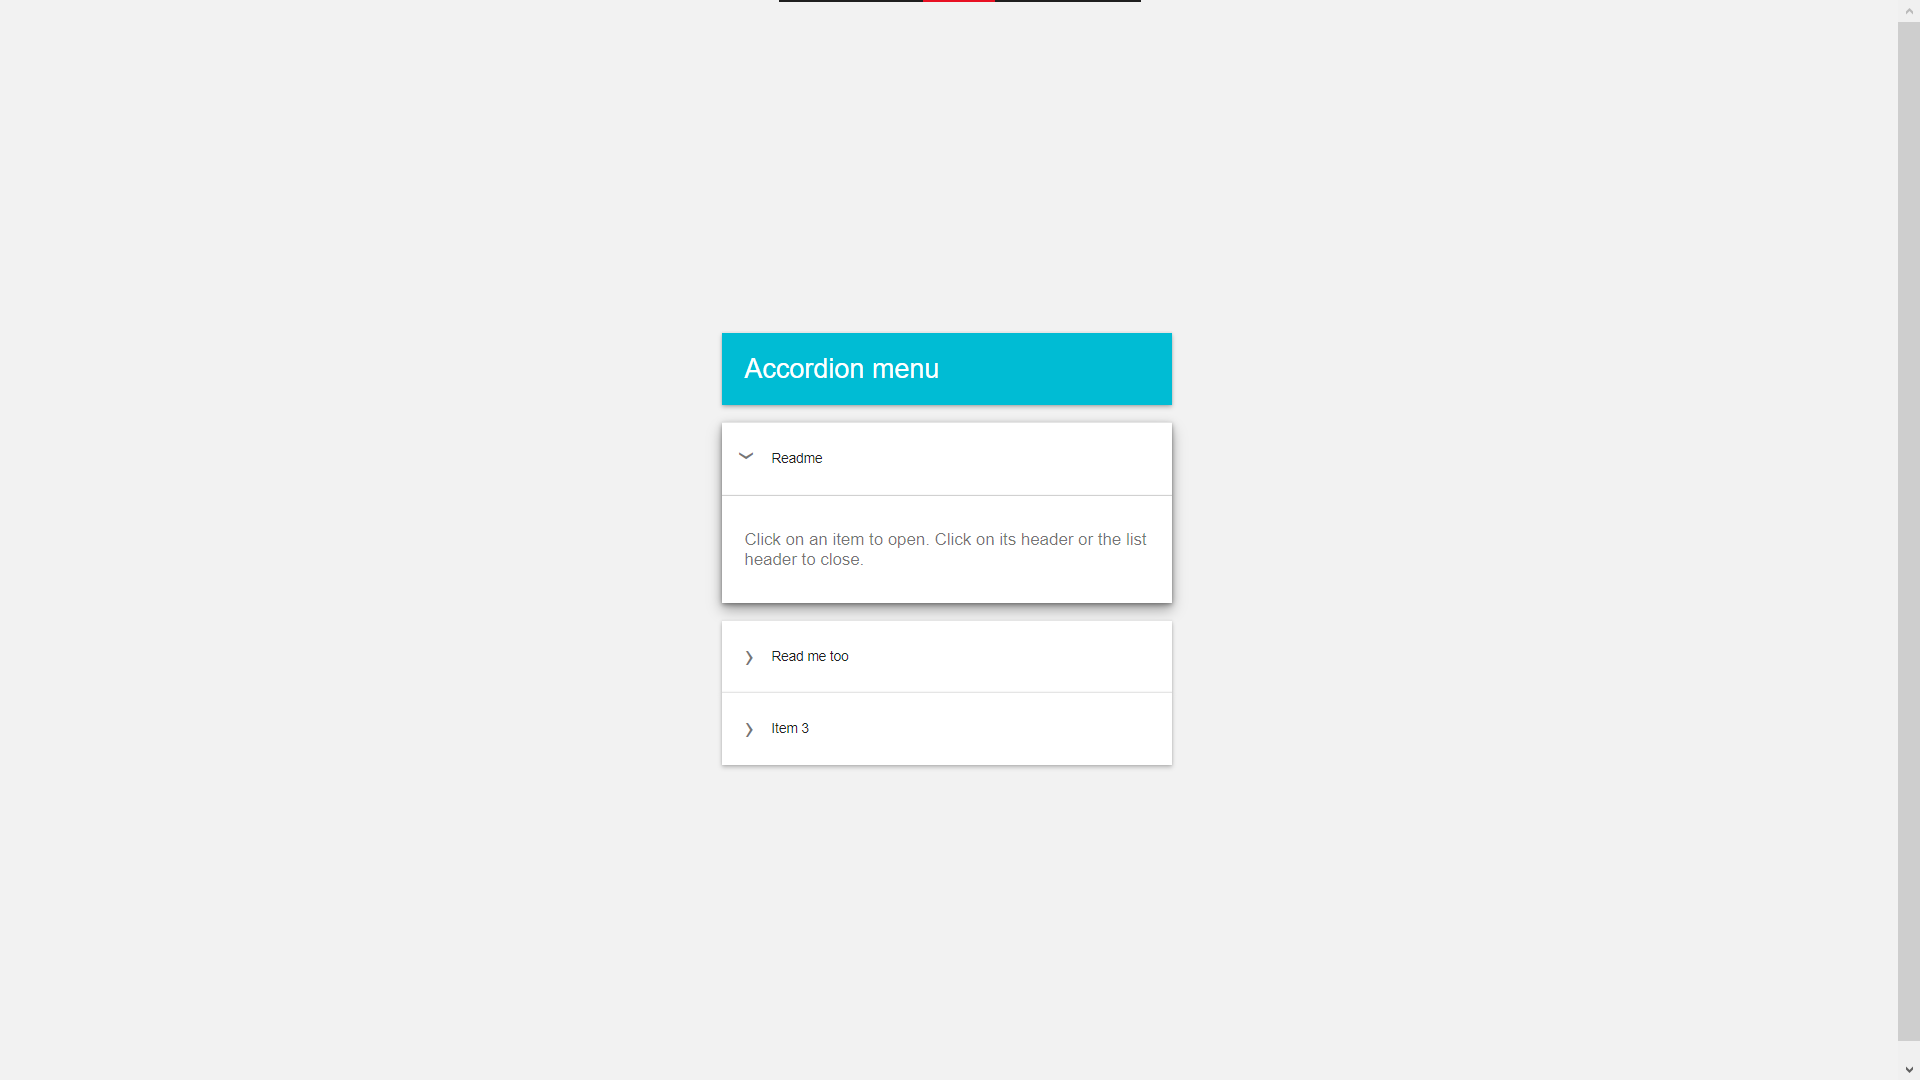 Accordion menu
Readme
Click on an item to open. Click on its header or the list
header to close.
Read me too
Item 3